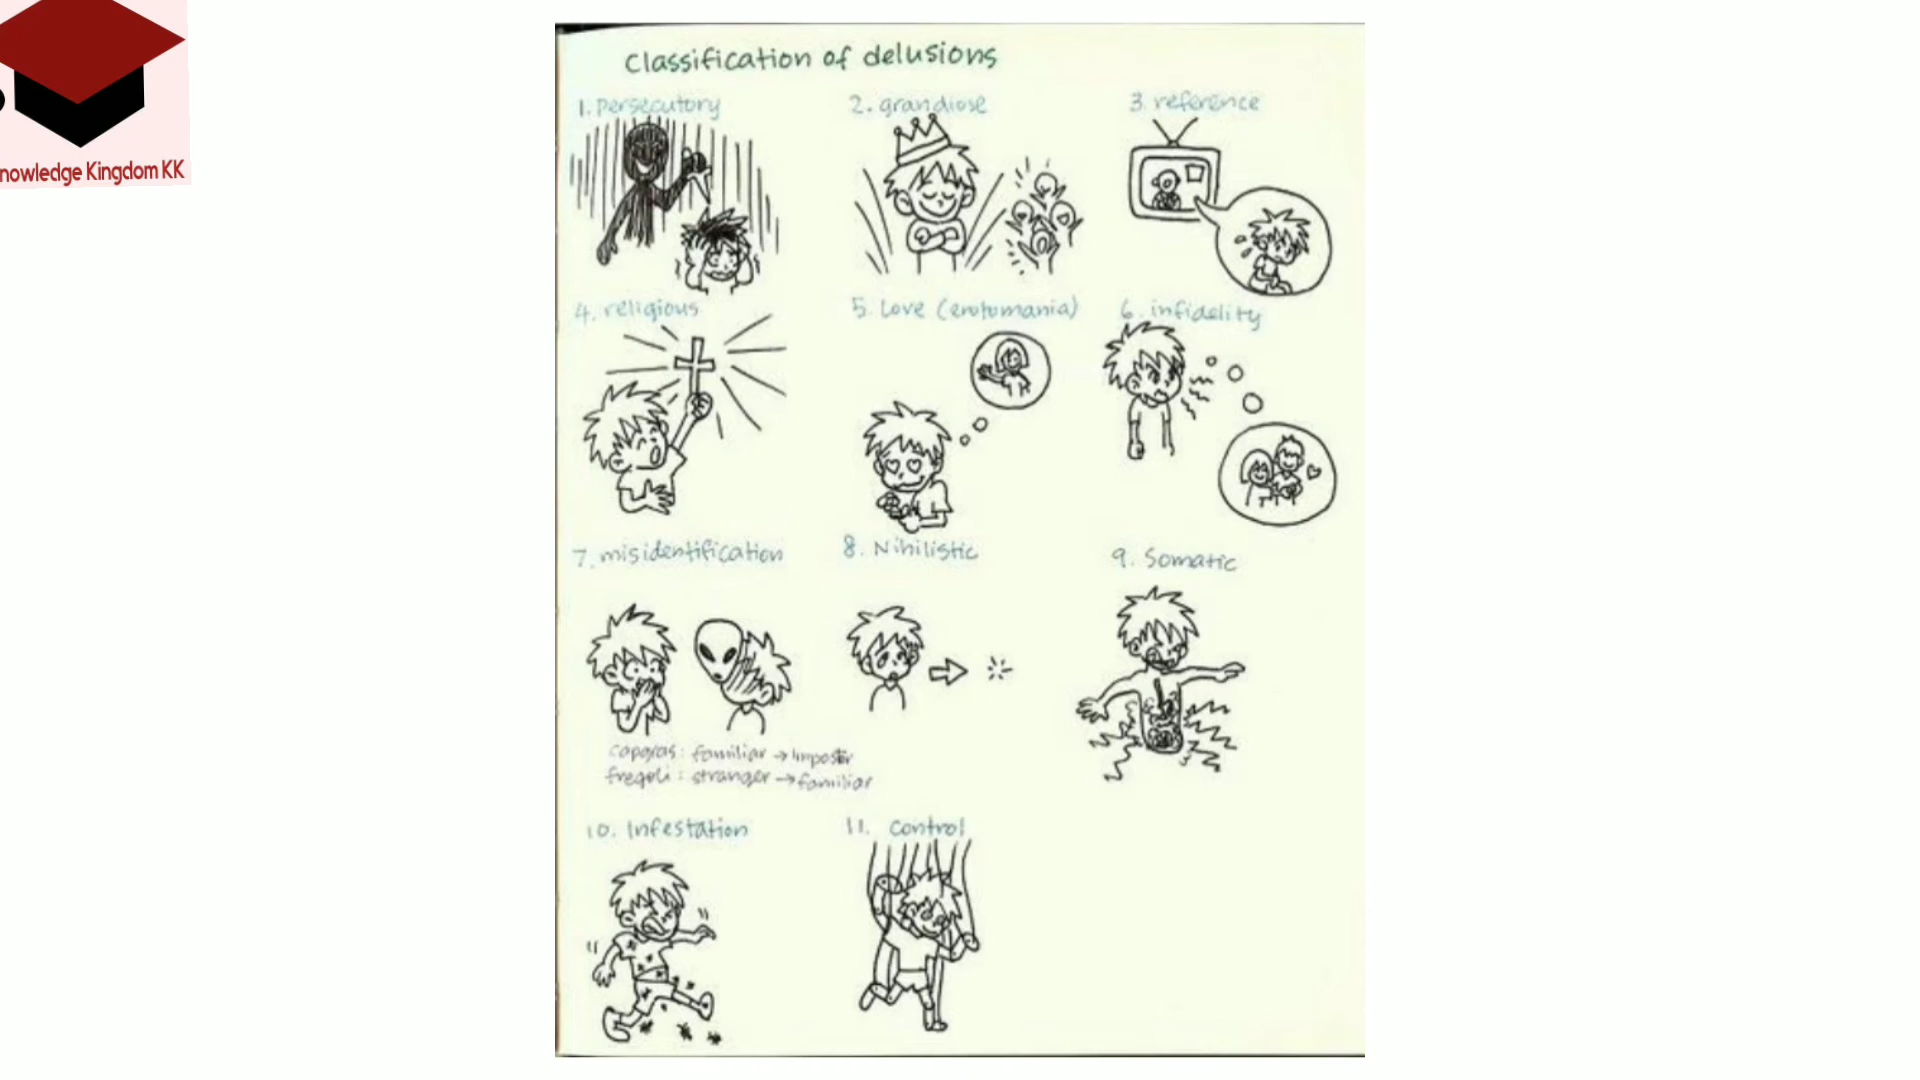 nowledge Kingdom KK
Classification of delusions
1. persecutory
2. grandiose
3. reference
4. religious
5. Love (erotomania)
6. infidelity
7. misidentification
8. Nihilistic
9. Somatic
capgras: familiar → Imposter
fregoli: stranger → familiar
10. Infestation
11. Control